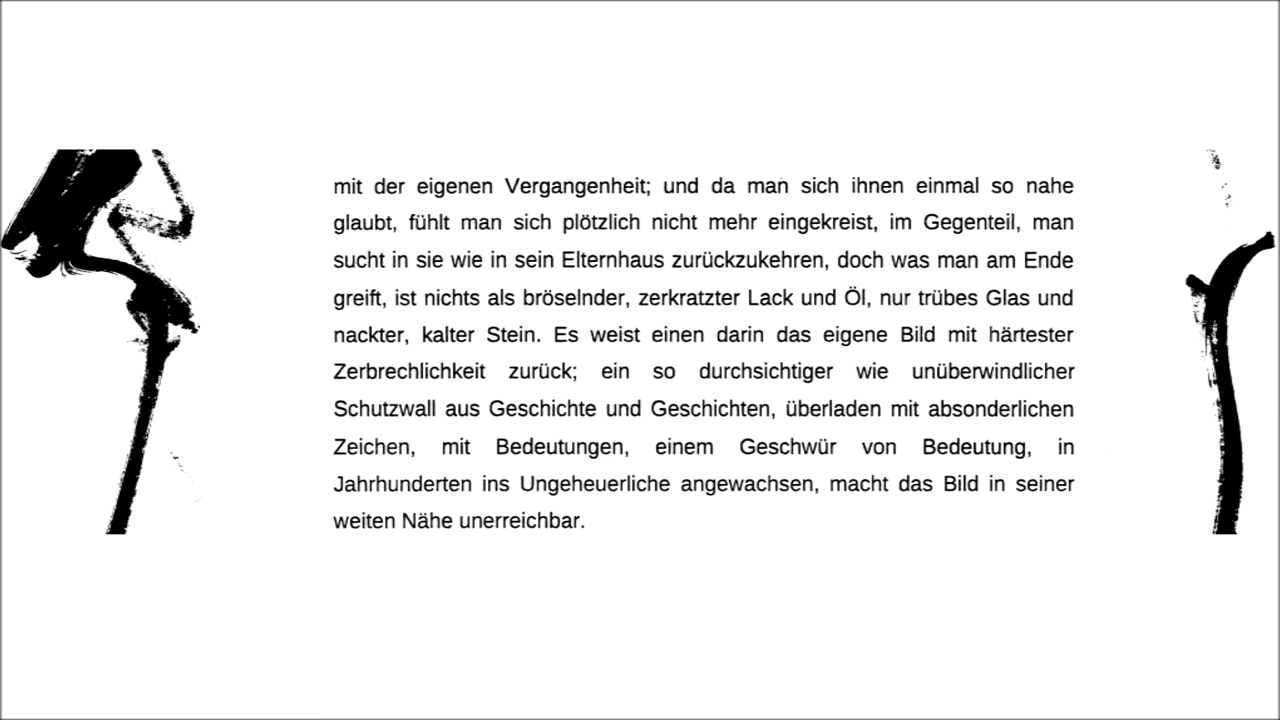 mit der eigenen Vergangenheit; und da man sich ihnen einmal so nahe
glaubt, fühlt man sich plötzlich nicht mehr eingekreist, im Gegenteil, man
sucht in sie wie in sein Elternhaus zurückzukehren, doch was man am Ende
greift, ist nichts als bröselnder, zerkratzter Lack und Öl, nur trübes Glas und
nackter, kalter Stein. Es weist einen darin das eigene Bild mit härtester
Zerbrechlichkeit zurück; ein so durchsichtiger wie unüberwindlicher
Schutzwall aus Geschichte und Geschichten, überladen mit absonderlichen
Zeichen, mit Bedeutungen, einem Geschwür von Bedeutung, in
Jahrhunderten ins Ungeheuerliche angewachsen, macht das Bild in seiner
weiten Nähe unerreichbar.